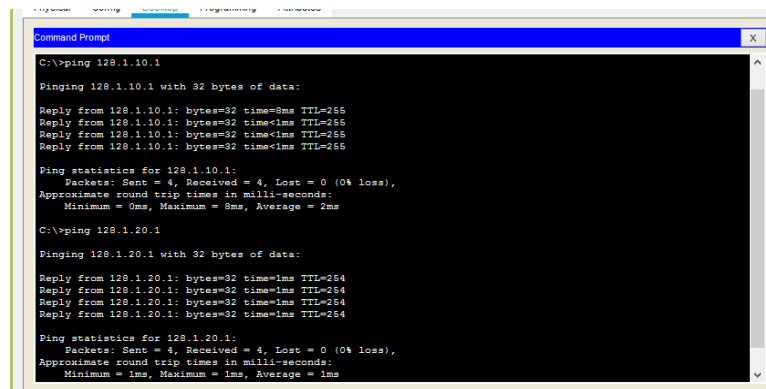 Physical Config Desktop Programming Attributes
Command Prompt X
C:\>ping 128.1.10.1
Pinging 128.1.10.1 with 32 bytes of data:
Reply from 128.1.10.1: bytes=32 time=8ms TTL=255
Reply from 128.1.10.1: bytes=32 time<1ms TTL=255
Reply from 128.1.10.1: bytes=32 time<1ms TTL=255
Reply from 128.1.10.1: bytes=32 time<1ms TTL=255
Ping statistics for 128.1.10.1:
Packets: Sent = 4, Received = 4, Lost = 0 (0% loss),
Approximate round trip times in milli-seconds:
Minimum = 0ms, Maximum = 8ms, Average = 2ms
C:\>ping 128.1.20.1
Pinging 128.1.20.1 with 32 bytes of data:
Reply from 128.1.20.1: bytes=32 time=1ms TTL=254
Reply from 128.1.20.1: bytes=32 time=1ms TTL=254
Reply from 128.1.20.1: bytes=32 time=1ms TTL=254
Reply from 128.1.20.1: bytes=32 time=1ms TTL=254
Ping statistics for 128.1.20.1:
Packets: Sent = 4, Received = 4, Lost = 0 (0% loss),
Approximate round trip times in milli-seconds:
Minimum = 1ms, Maximum = 1ms, Average = 1ms